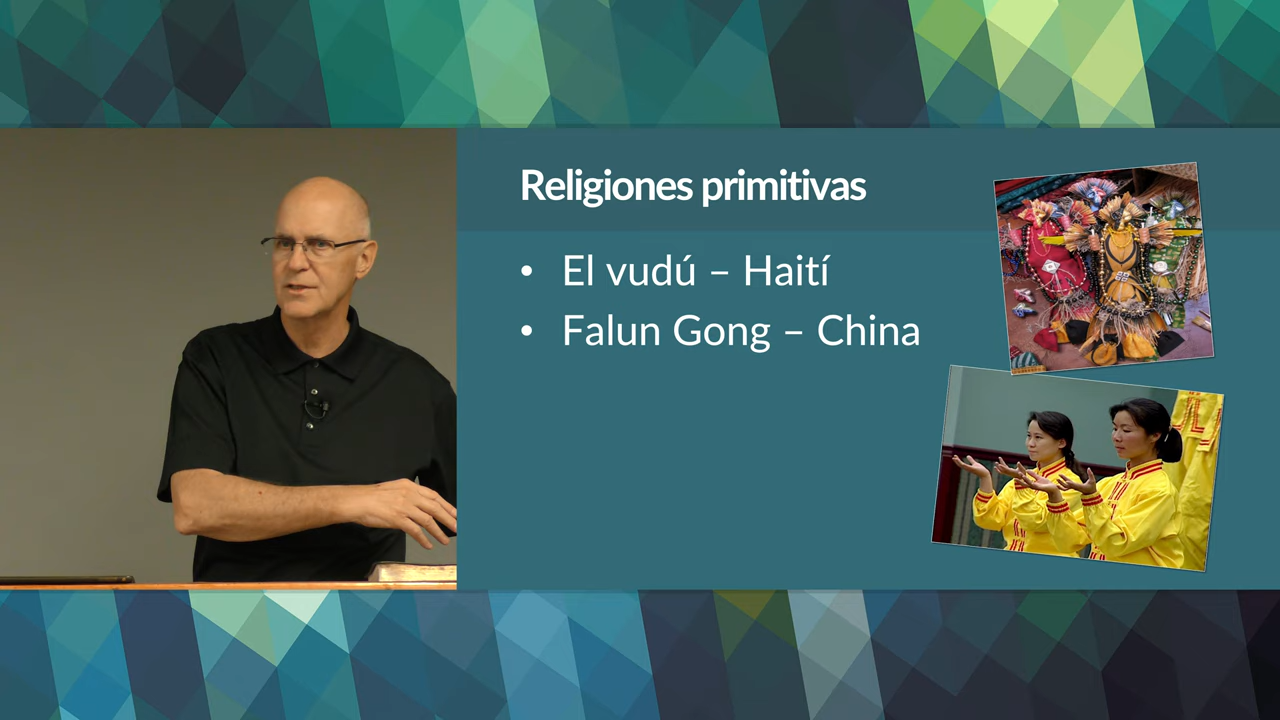 Religiones primitivas
• El vudú – Haití
• Falun Gong – China